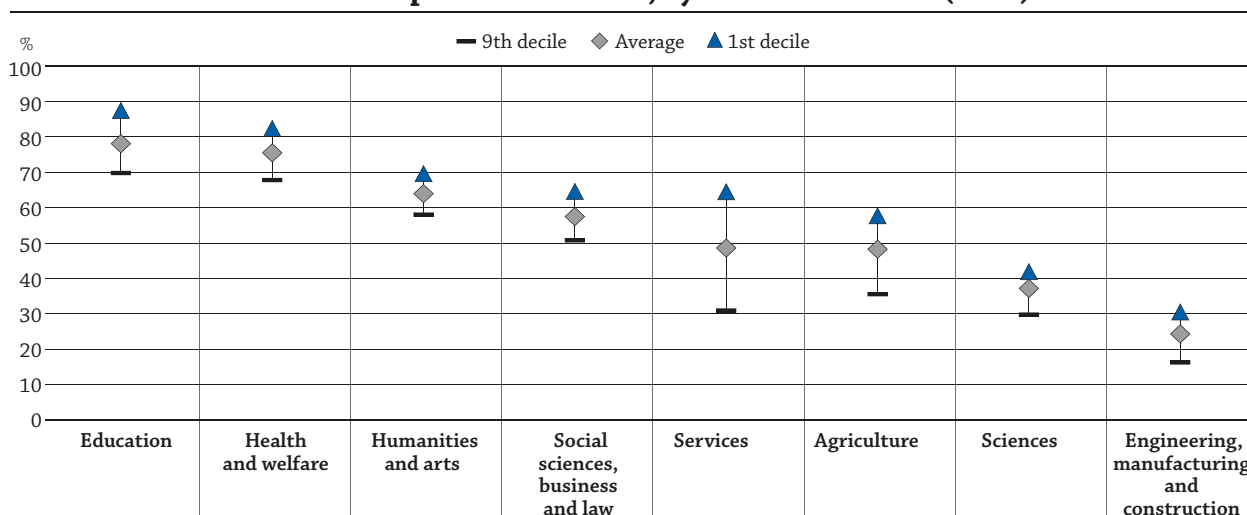 %
9th decile Average 1st decile
100
90
80
70
60
50
40
30
20
10
0
Education
Health
and welfare
Humanities
and arts
Social
sciences,
business
and law
Services
Agriculture
Sciences
Engineering,
manufacturing
and
construction